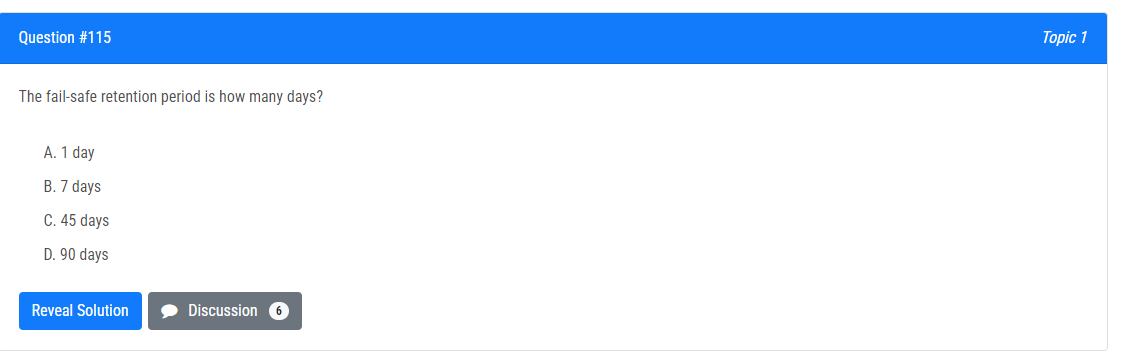 Question #115
Topic 1
The fail-safe retention period is how many days?
A. 1 day
B. 7 days
C. 45 days
D. 90 days
Reveal Solution
Discussion 6